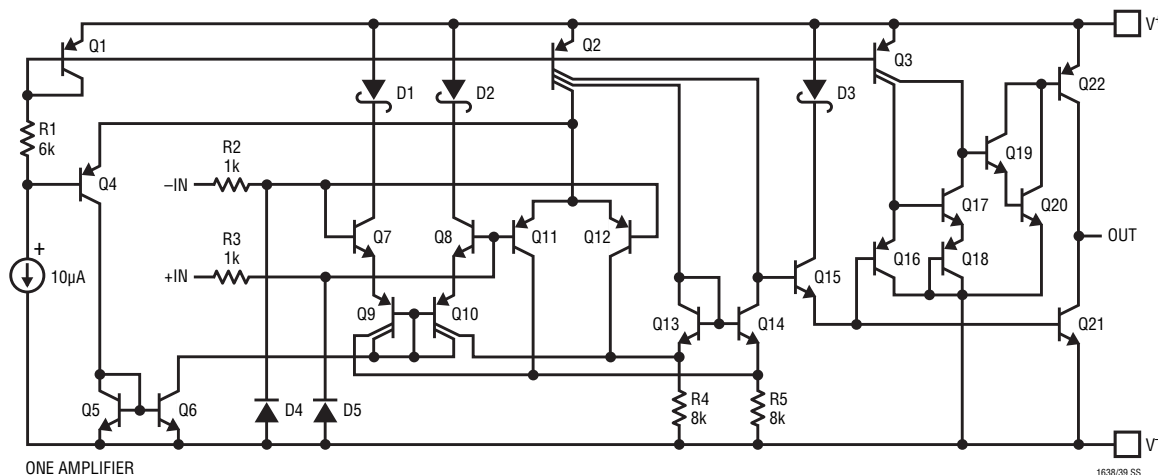 V
Q1
Q2
Q3
Q22
D1
D2
D3
R1
6k
R2
1k
Q19
Q4
–IN
Q17
Q20
Q7
Q8
Q11
Q12
OUT
R3
1k
+
+IN
10µA
Q15
Q16
Q18
Q9
Q10
Q13
Q14
Q21
R4
8k
R5
8k
Q5
Q6
D4
D5
V
ONE AMPLIFIER
1638/39 SS